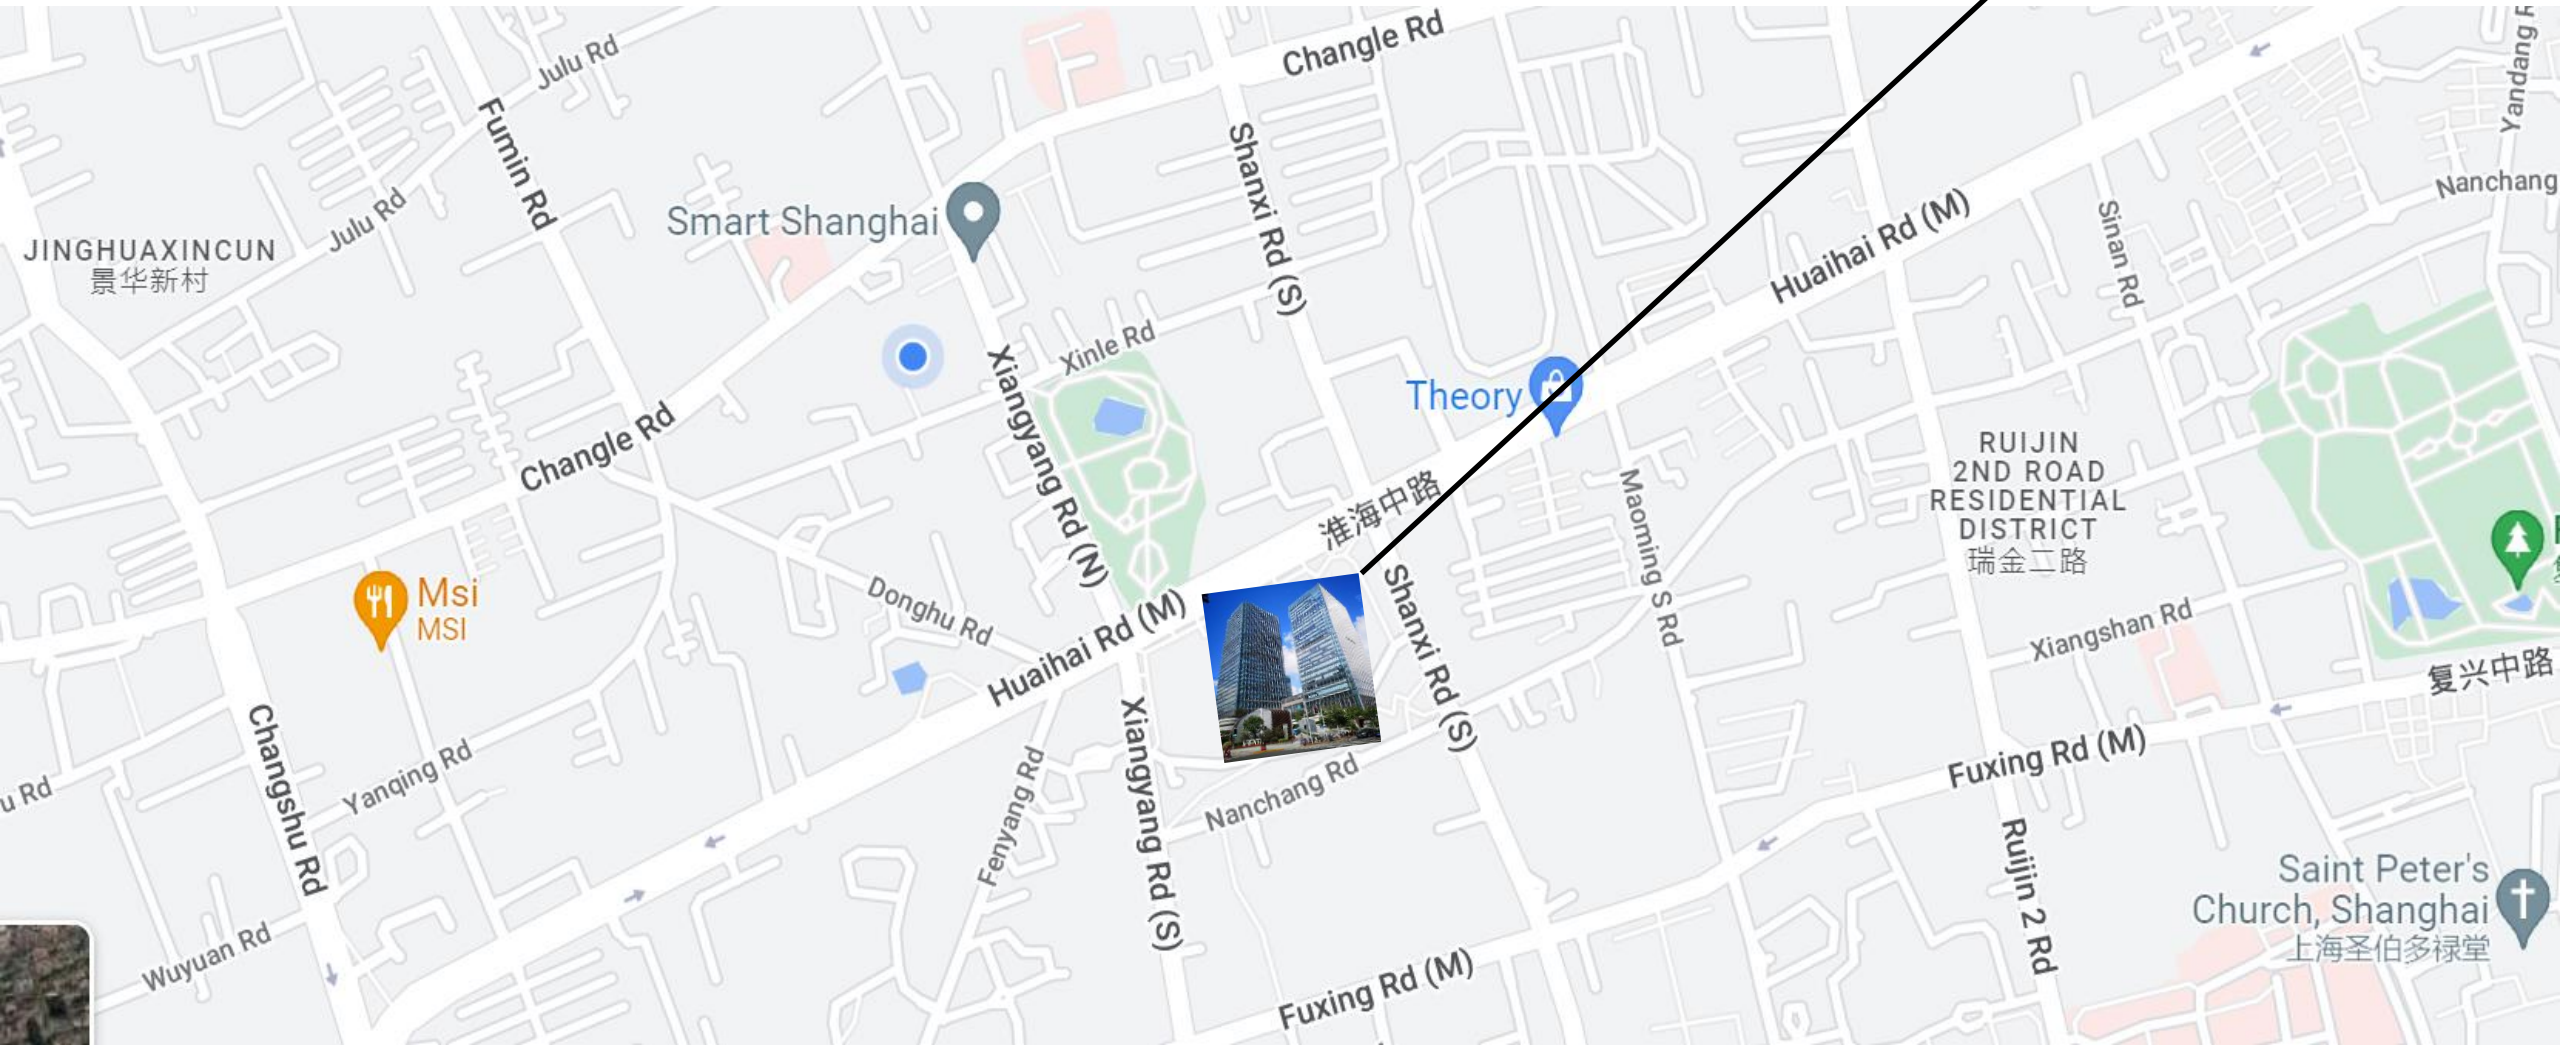 Changle Rd
Julu Rd
Yandang R
Fumin Rd
Shanxi Rd (S)
Nanchang
Julu Rd
Smart Shanghai
Sinan Rd
JINGHUAXINCUN
景华新村
Huaihai Rd (M)
Xinle Rd
Xiangyang Rd (N)
Theory
Changle Rd
淮海中路
Maoming S Rd
RUIJIN
2ND ROAD
RESIDENTIAL
DISTRICT
瑞金二路
Msi
MSI
Donghu Rd
Huaihai Rd (M)
Shanxi Rd (S)
Xiangshan Rd
复兴中路
Changshu Rd
Xiangyang Rd (S)
Yanqing Rd
Fenyang Rd
Nanchang Rd
Fuxing Rd (M)
u Rd
Ruijin 2 Rd
Saint Peter's
Church, Shanghai
上海圣伯多禄堂
Wuyuan Rd
Fuxing Rd (M)